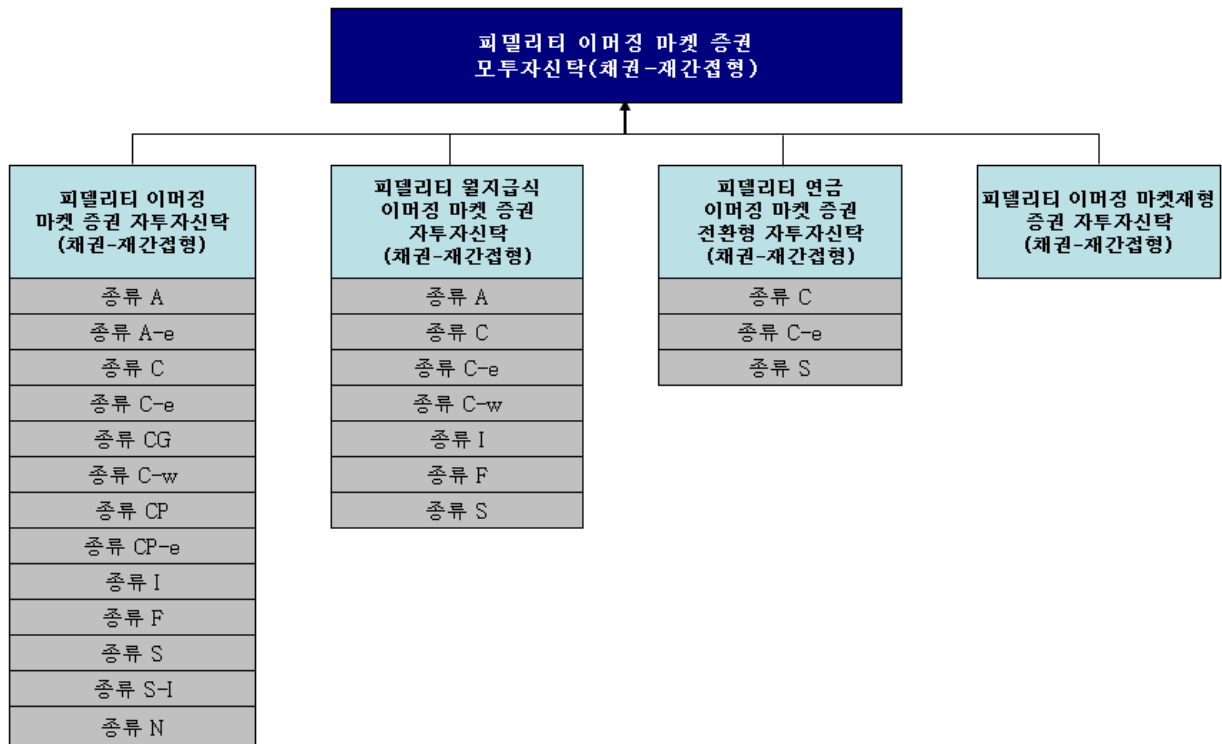 피델리티 이머징 마켓 증권
모투자신탁(채권-재간접형)
피델리티 이머징
마켓 증권 자투자신탁
(채권-재간접형)
종류 A
종류 A-e
종류 C
종류 C-e
종류 CG
종류 C-w
종류 CP
종류 CP-e
종류 I
종류 F
종류 S
종류 S-I
종류 N
피델리티 월지급식
이머징 마켓 증권
자투자신탁
(채권-재간접형)
종류 A
종류 C
종류 C-e
종류 C-w
종류 I
종류 F
종류 S
피델리티 연금
이머징 마켓 증권
전환형 자투자신탁
(채권-재간접형)
종류 C
종류 C-e
종류 S
피델리티 이머징 마켓재형
증권 자투자신탁
(채권-재간접형)